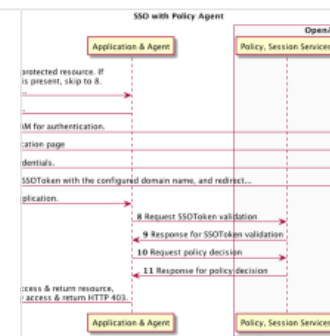 SSO with Policy Agent
OpenA
Application & Agent
Policy, Session Services
protected resource. If
is present, skip to 8.
AM for authentication.
cation page
dentials.
SSOToken with the configured domain name, and redirect...
plication.
8 Request SSOToken validation
9 Response for SSOToken validation
10 Request policy decision
11 Response for policy decision
ccess & return resource,
access & return HTTP 403.
Application & Agent
Policy, Session Services